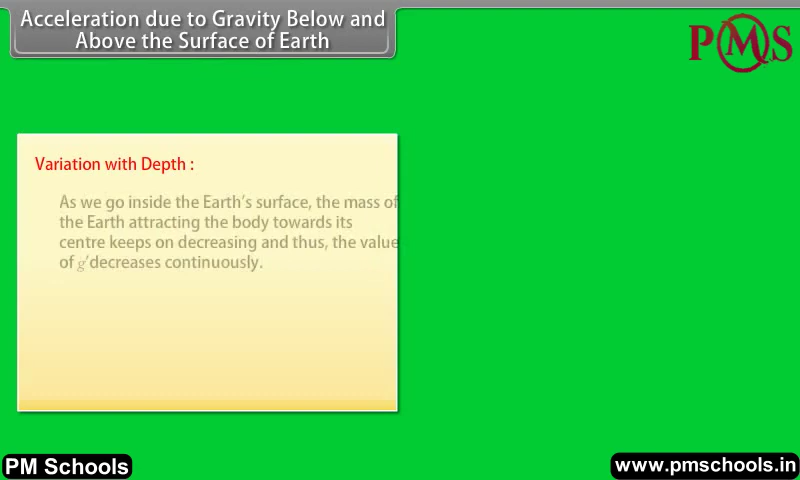 Acceleration due to Gravity Below and
Above the Surface of Earth
PMS
Variation with Depth :
As we go inside the Earth's surface, the mass of
the Earth attracting the body towards its
centre keeps on decreasing and thus, the value
of g' decreases continuously.
PM Schools
www.pmschools.in